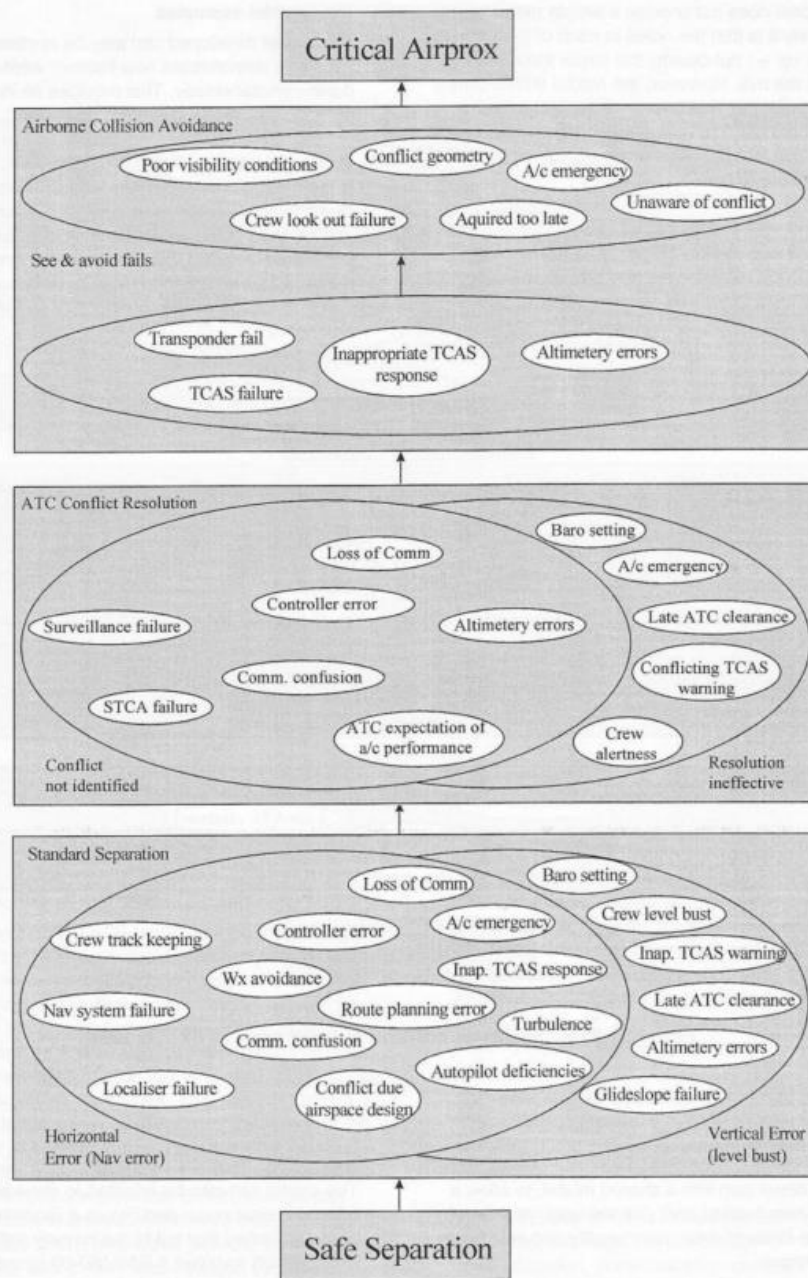 Critical Airprox
Airborne Collision Avoidance
Poor visibility conditions
Conflict geometry
A/c emergency
Unaware of conflict
Crew look out failure
Aquired too late
See & avoid fails
Transponder fail
Inappropriate TCAS
response
Altimetery errors
TCAS failure
ATC Conflict Resolution
Baro setting
Loss of Comm
A/c emergency
Controller error
Late ATC clearance
Surveillance failure
Altimetery errors
Comm. confusion
Conflicting TCAS
warning
STCA failure
ATC expectation of
a/c performance
Crew
alertness
Conflict
not identified
Resolution
ineffective
Standard Separation
Loss of Comm
Baro setting
Crew level bust
A/c emergency
Controller error
Crew track keeping
Inap. TCAS warning
Inap. TCAS response
Wx avoidance
Late ATC clearance
Nav system failure
Route planning error
Turbulence
Comm. confusion
Altimetery errors
Autopilot deficiencies
Localiser failure
Conflict due
airspace design
Glideslope failure
Horizontal
Error (Nav error)
Vertical Error
(level bust)
Safe Separation